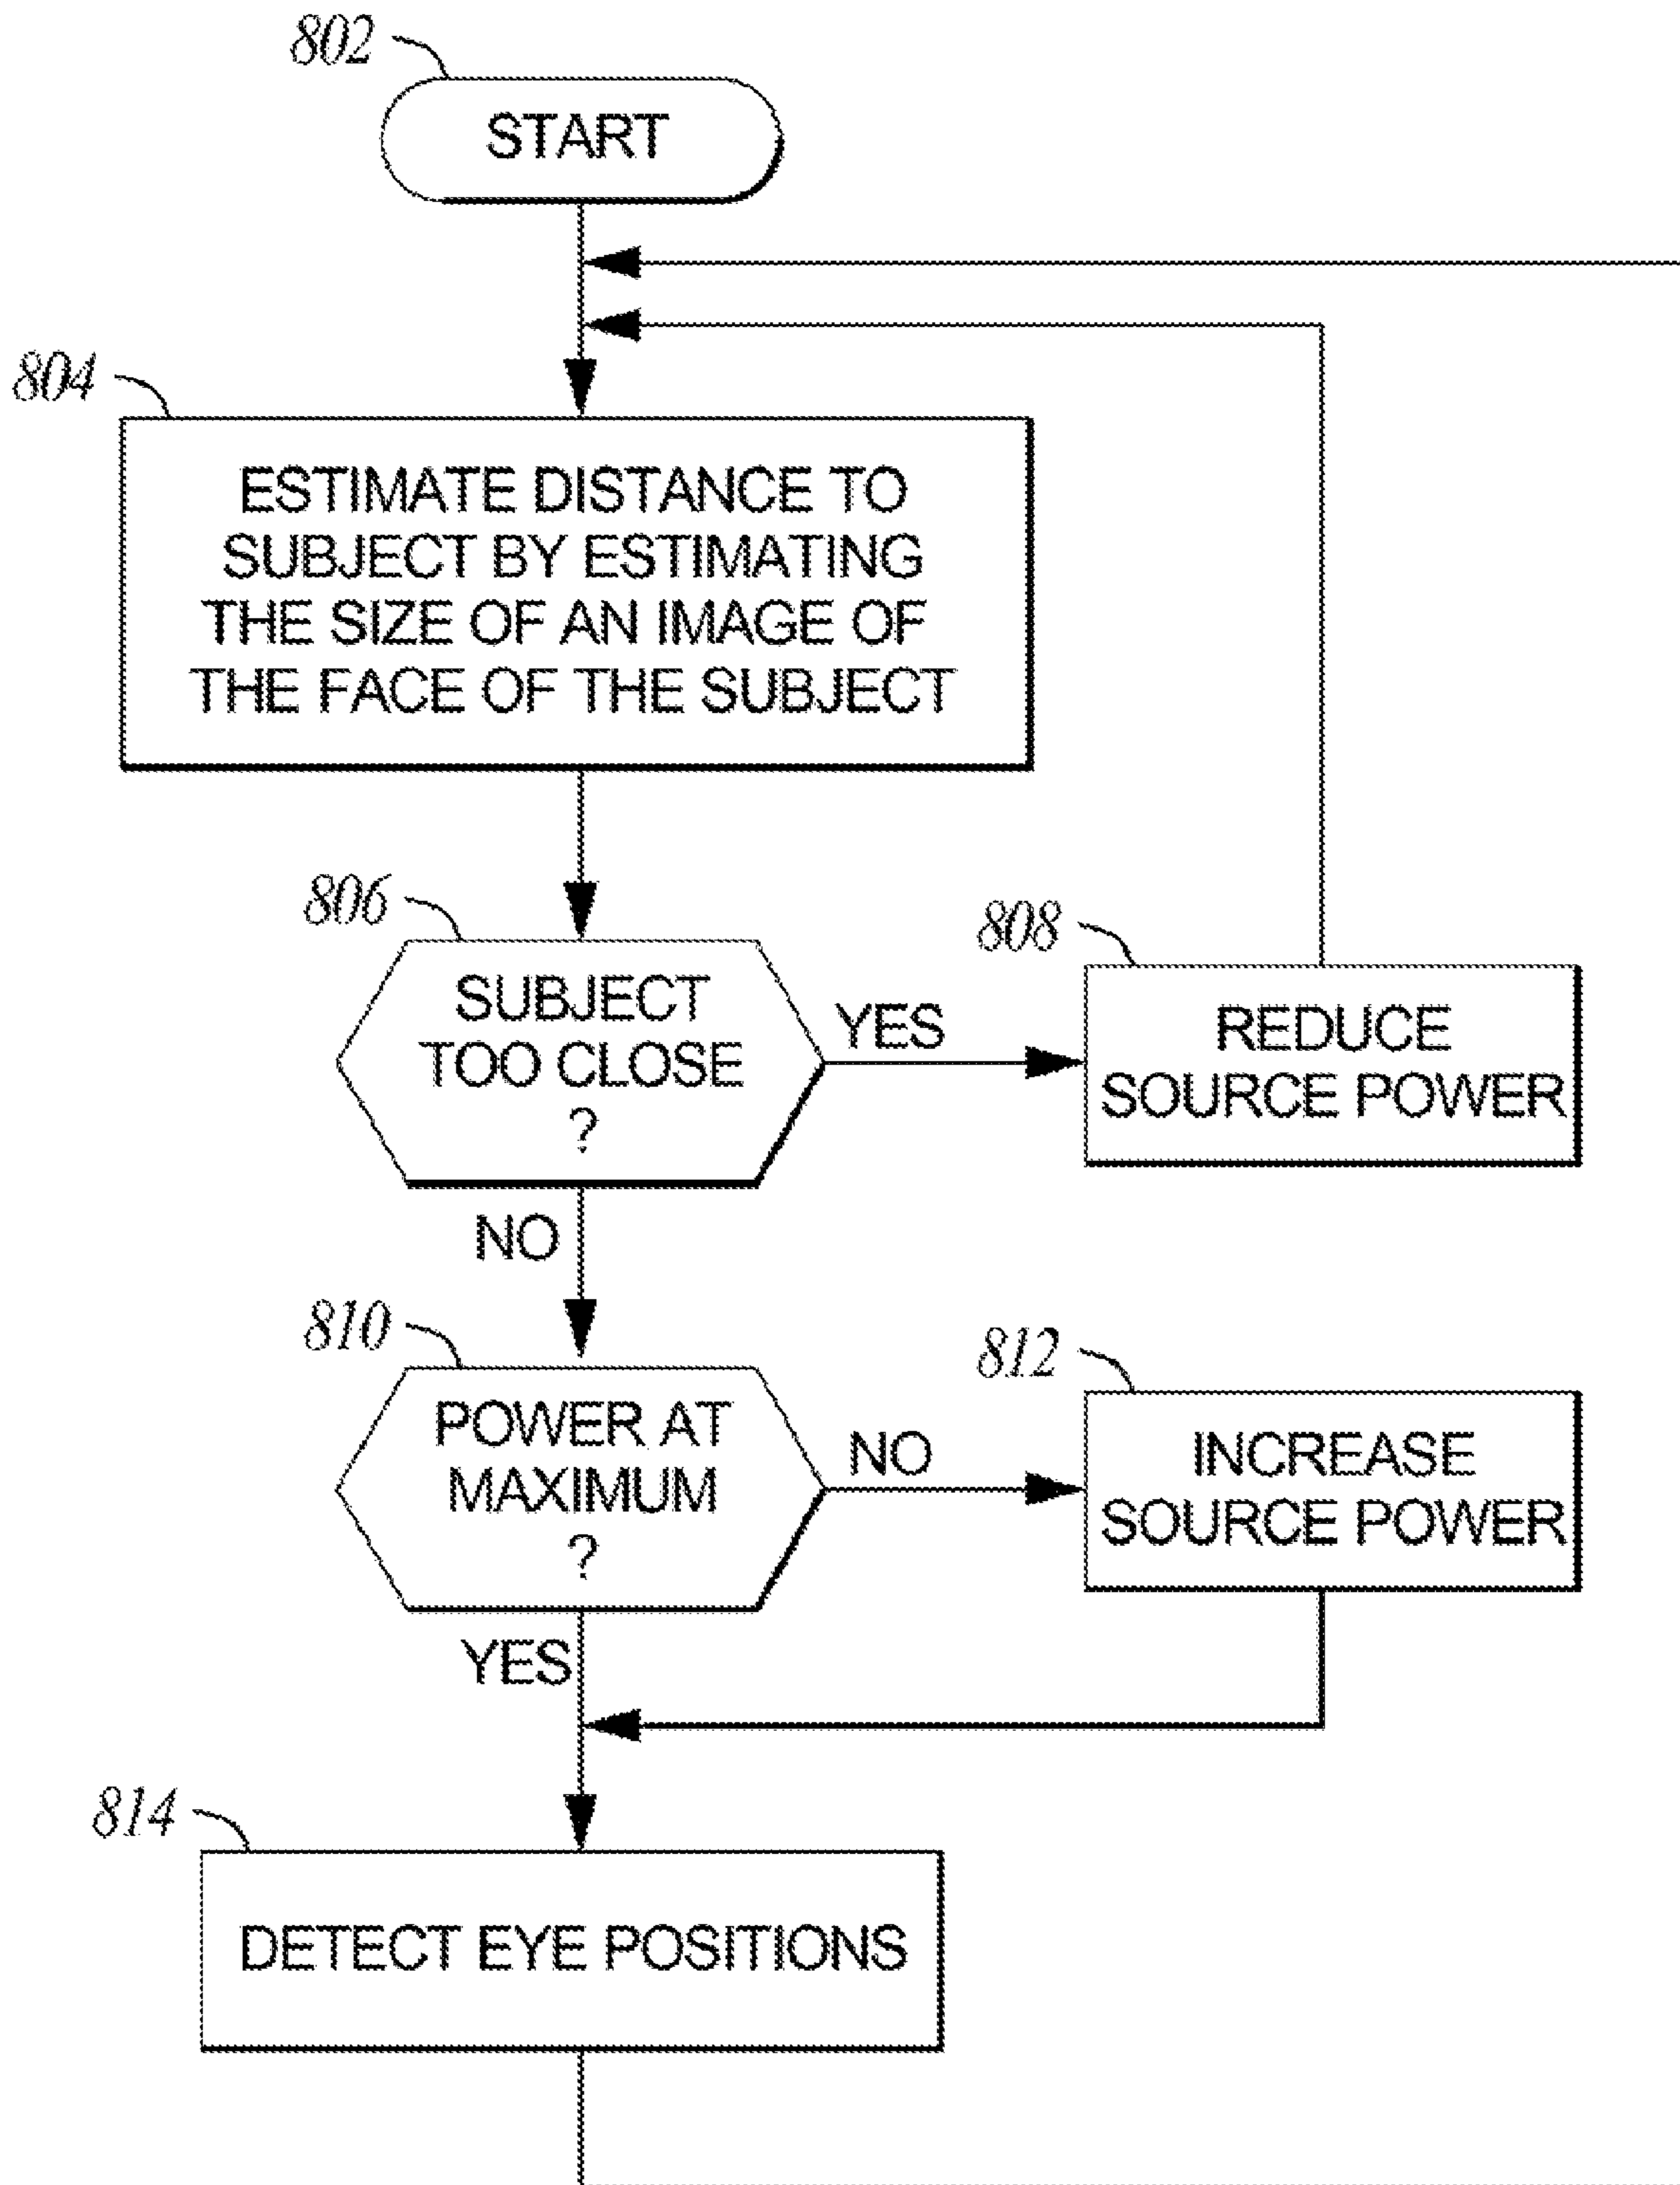 802
START
804
ESTIMATE DISTANCE TO
SUBJECT BY ESTIMATING
THE SIZE OF AN IMAGE OF
THE FACE OF THE SUBJECT
806
SUBJECT
TOO CLOSE
?
YES
808
REDUCE
SOURCE POWER
NO
810
POWER AT
MAXIMUM
?
NO
812
INCREASE
SOURCE POWER
YES
814
DETECT EYE POSITIONS